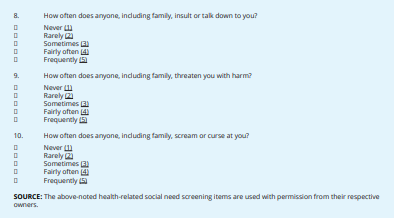 8. How often does anyone, including family, insult or talk down to you?
Never (1)
Rarely (2)
Sometimes (3)
Fairly often (4)
Frequently (5)
9. How often does anyone, including family, threaten you with harm?
Never (1)
Rarely (2)
Sometimes (3)
Fairly often (4)
Frequently (5)
10. How often does anyone, including family, scream or curse at you?
Never (1)
Rarely (2)
Sometimes (3)
Fairly often (4)
Frequently (5)
SOURCE: The above-noted health-related social need screening items are used with permission from their respective
owners.